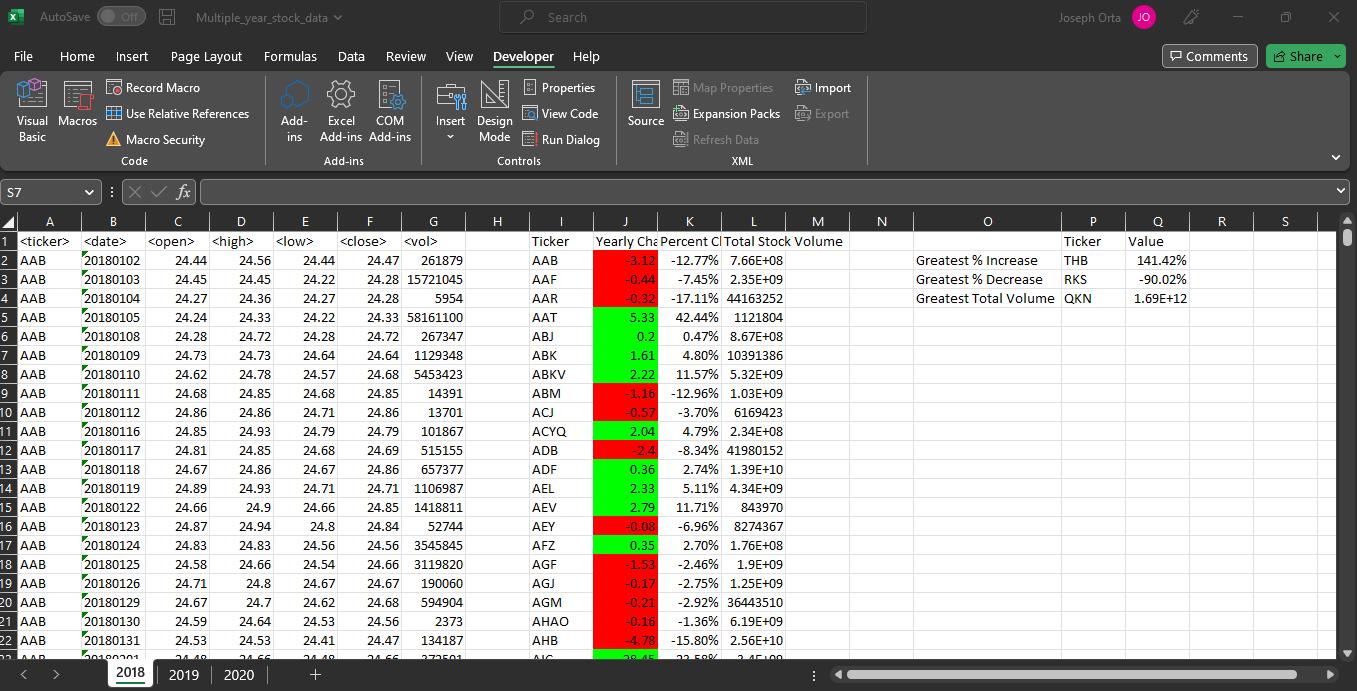 AutoSave Off Multiple_year_stock_data Search Joseph Orta JO
File Home Insert Page Layout Formulas Data Review View Developer Help Comments Share
Visual Basic Macros Record Macro Use Relative References Macro Security Code
Add-ins Excel Add-ins COM Add-ins Add-ins
Insert Design Mode Properties View Code Run Dialog Controls
Source Map Properties Expansion Packs Refresh Data Import Export XML
S7 fx
A B C D E F G H I J K L M N O P Q R S
1 <ticker> <date> <open> <high> <low> <close> <vol> Ticker Yearly Cha Percent Cl Total Stock Volume Ticker Value
2 AAB 20180102 24.44 24.56 24.44 24.47 261879 AAB -3.12 -12.77% 7.66E+08 Greatest % Increase THB 141.42%
3 AAB 20180103 24.45 24.45 24.22 24.28 15721045 AAF -0.44 -7.45% 2.35E+09 Greatest % Decrease RKS -90.02%
4 AAB 20180104 24.27 24.36 24.27 24.28 5954 AAR -0.32 -17.11% 44163252 Greatest Total Volume QKN 1.69E+12
5 AAB 20180105 24.24 24.33 24.22 24.33 58161100 AAT 5.33 42.44% 1121804
6 AAB 20180108 24.28 24.72 24.28 24.72 267347 ABJ 0.2 0.47% 8.67E+08
7 AAB 20180109 24.73 24.73 24.64 24.64 1129348 ABK 1.61 4.80% 10391386
8 AAB 20180110 24.62 24.78 24.57 24.68 5453423 ABKV 2.22 11.57% 5.32E+09
9 AAB 20180111 24.68 24.85 24.68 24.85 14391 ABM -1.16 -12.96% 1.03E+09
10 AAB 20180112 24.86 24.86 24.71 24.86 13701 ACJ -0.57 -3.70% 6169423
11 AAB 20180116 24.85 24.93 24.79 24.79 101867 ACYQ 2.04 4.79% 2.34E+08
12 AAB 20180117 24.81 24.85 24.68 24.69 515155 ADB -2.4 -8.34% 41980152
13 AAB 20180118 24.67 24.86 24.67 24.86 657377 ADF 0.36 2.74% 1.39E+10
14 AAB 20180119 24.89 24.93 24.71 24.71 1106987 AEL 2.33 5.11% 4.34E+09
15 AAB 20180122 24.66 24.9 24.66 24.85 1418811 AEV 2.79 11.71% 843970
16 AAB 20180123 24.87 24.94 24.8 24.84 52744 AEY -0.08 -6.96% 8274367
17 AAB 20180124 24.83 24.83 24.56 24.56 3545845 AFZ 0.35 2.70% 1.76E+08
18 AAB 20180125 24.58 24.66 24.54 24.66 3119820 AGF -1.53 -2.46% 1.9E+09
19 AAB 20180126 24.71 24.8 24.67 24.67 190060 AGJ -0.17 -2.75% 1.25E+09
20 AAB 20180129 24.67 24.7 24.62 24.68 594904 AGM -0.21 -2.92% 36443510
21 AAB 20180130 24.59 24.64 24.53 24.56 2373 AHAO -0.16 -1.36% 6.19E+09
22 AAB 20180131 24.53 24.53 24.41 24.47 134187 AHB -4.78 -15.80% 2.56E+10
2018 2019 2020